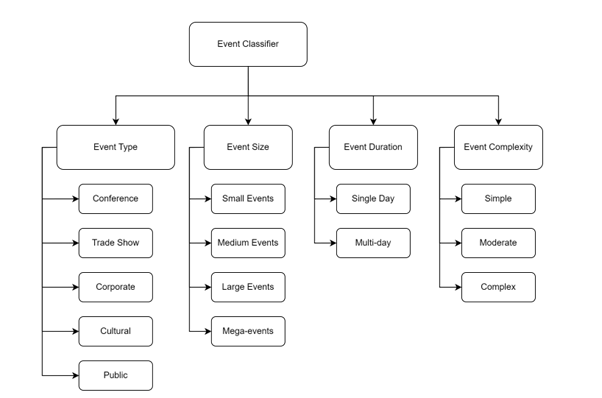 Event Classifier
Event Type
Event Size
Event Duration
Event Complexity
Conference
Small Events
Single Day
Simple
Trade Show
Medium Events
Multi-day
Moderate
Corporate
Large Events
Complex
Cultural
Mega-events
Public